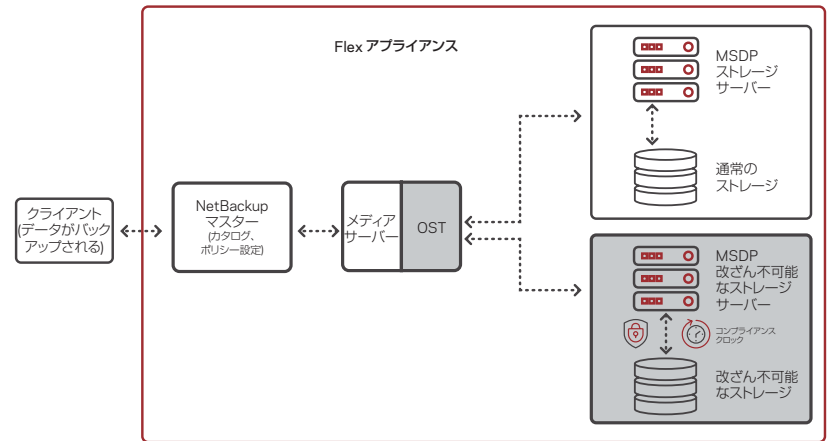 Flex アプライアンス
クライアント
(データがバック
アップされる)
NetBackup
マスター
(カタログ、
ポリシー設定)
メディア
サーバー
OST
MSDP
ストレージ
サーバー
通常の
ストレージ
MSDP
改ざん不可能
なストレージ
サーバー
コンプライアンス
クロック
改ざん不可能
なストレージ